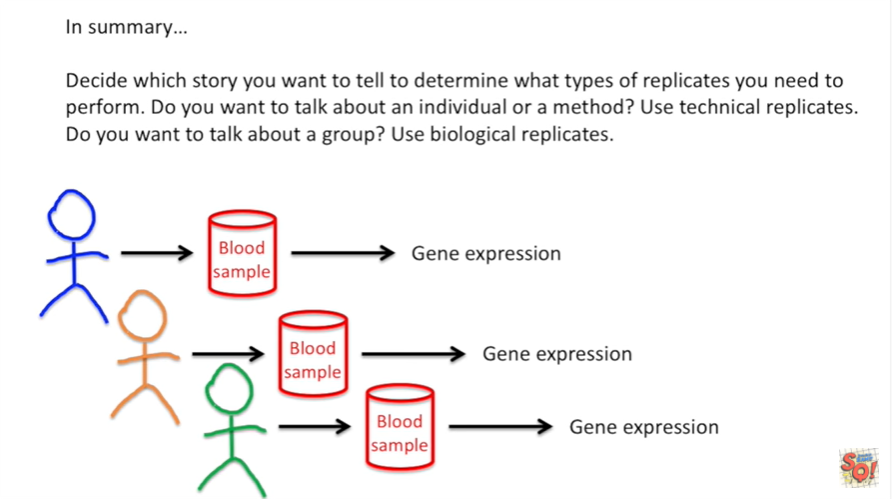 In summary...
Decide which story you want to tell to determine what types of replicates you need to
perform. Do you want to talk about an individual or a method? Use technical replicates.
Do you want to talk about a group? Use biological replicates.
Blood
sample
Gene expression
Blood
sample
Gene expression
Blood
sample
Gene expression
SQ!